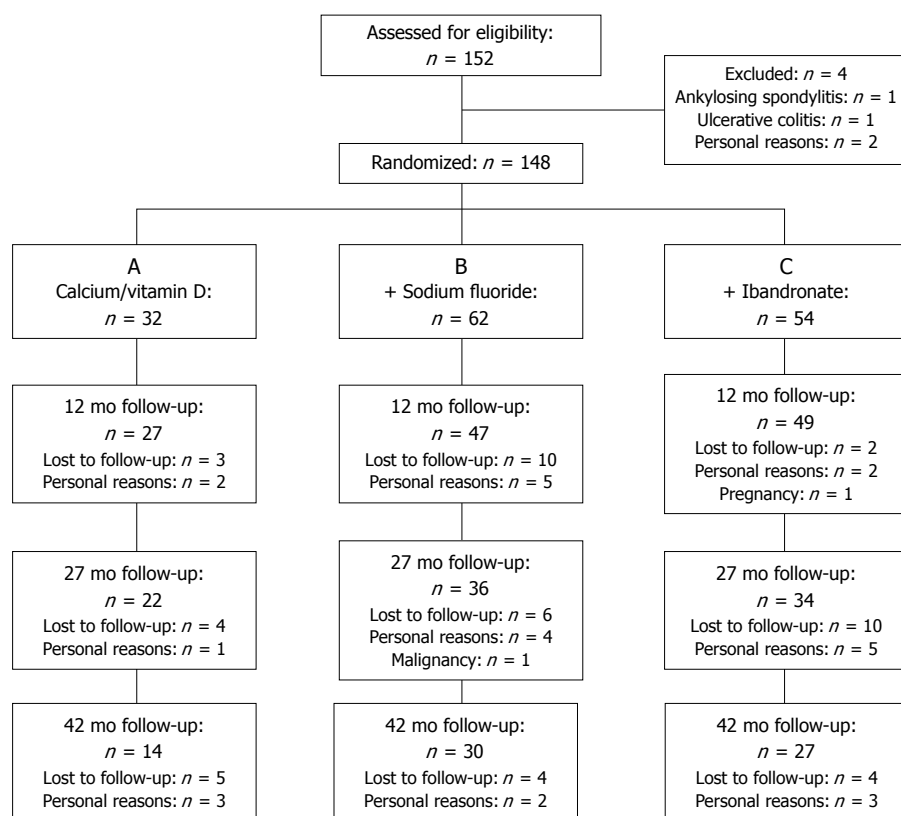 Assessed for eligibility:
n = 152
Excluded: n = 4
Ankylosing spondylitis: n = 1
Ulcerative colitis: n = 1
Personal reasons: n = 2
Randomized: n = 148
A
Calcium/vitamin D:
n = 32
B
+ Sodium fluoride:
n = 62
C
+ Ibandronate:
n = 54
12 mo follow-up:
n = 27
Lost to follow-up: n = 3
Personal reasons: n = 2
12 mo follow-up:
n = 47
Lost to follow-up: n = 10
Personal reasons: n = 5
12 mo follow-up:
n = 49
Lost to follow-up: n = 2
Personal reasons: n = 2
Pregnancy: n = 1
27 mo follow-up:
n = 22
Lost to follow-up: n = 4
Personal reasons: n = 1
27 mo follow-up:
n = 36
Lost to follow-up: n = 6
Personal reasons: n = 4
Malignancy: n = 1
27 mo follow-up:
n = 34
Lost to follow-up: n = 10
Personal reasons: n = 5
42 mo follow-up:
n = 14
Lost to follow-up: n = 5
Personal reasons: n = 3
42 mo follow-up:
n = 30
Lost to follow-up: n = 4
Personal reasons: n = 2
42 mo follow-up:
n = 27
Lost to follow-up: n = 4
Personal reasons: n = 3